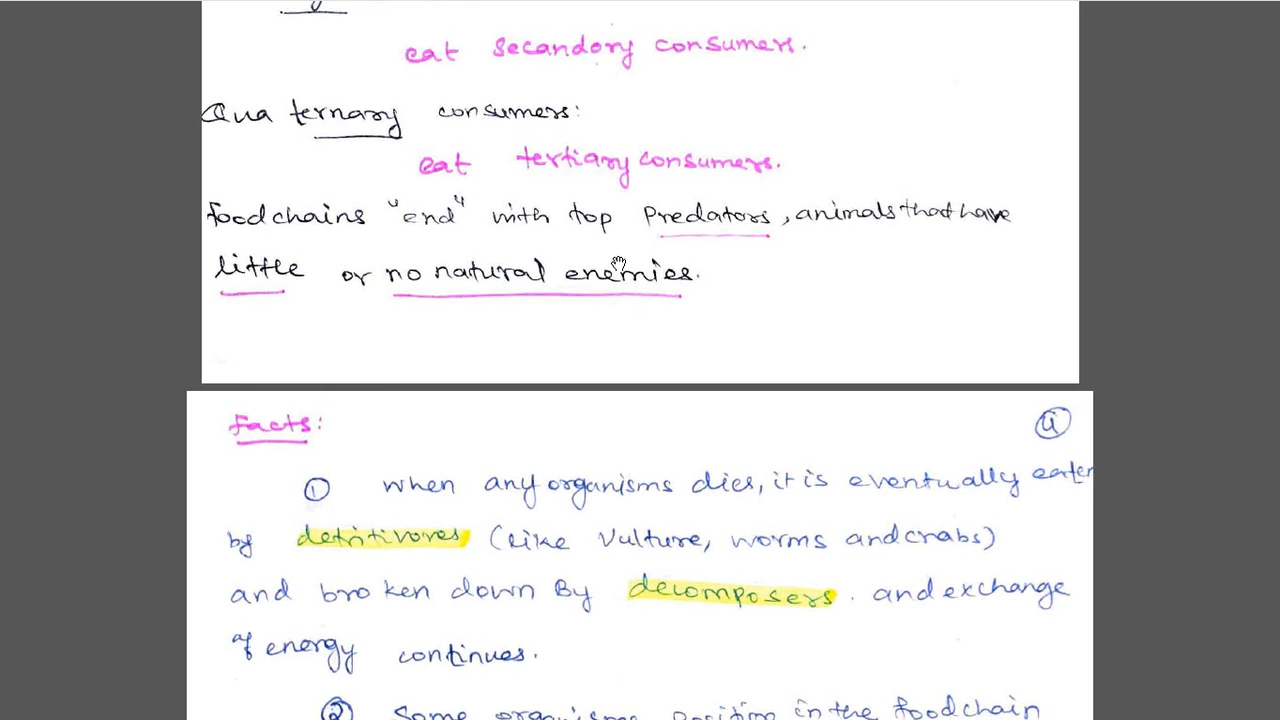 eat secandory consumers.
Quaternary consumers:
eat tertiary consumers.
foodchains "end" with top Predators, animals that have
little or no natural enemies.
Facts:
4
① when any organisms dies, it is eventually eaten
by detritivores (like Vulture, worms and crabs)
and broken down By decomposers. and exchange
of energy continues.
② Some organisms position in the foodchain